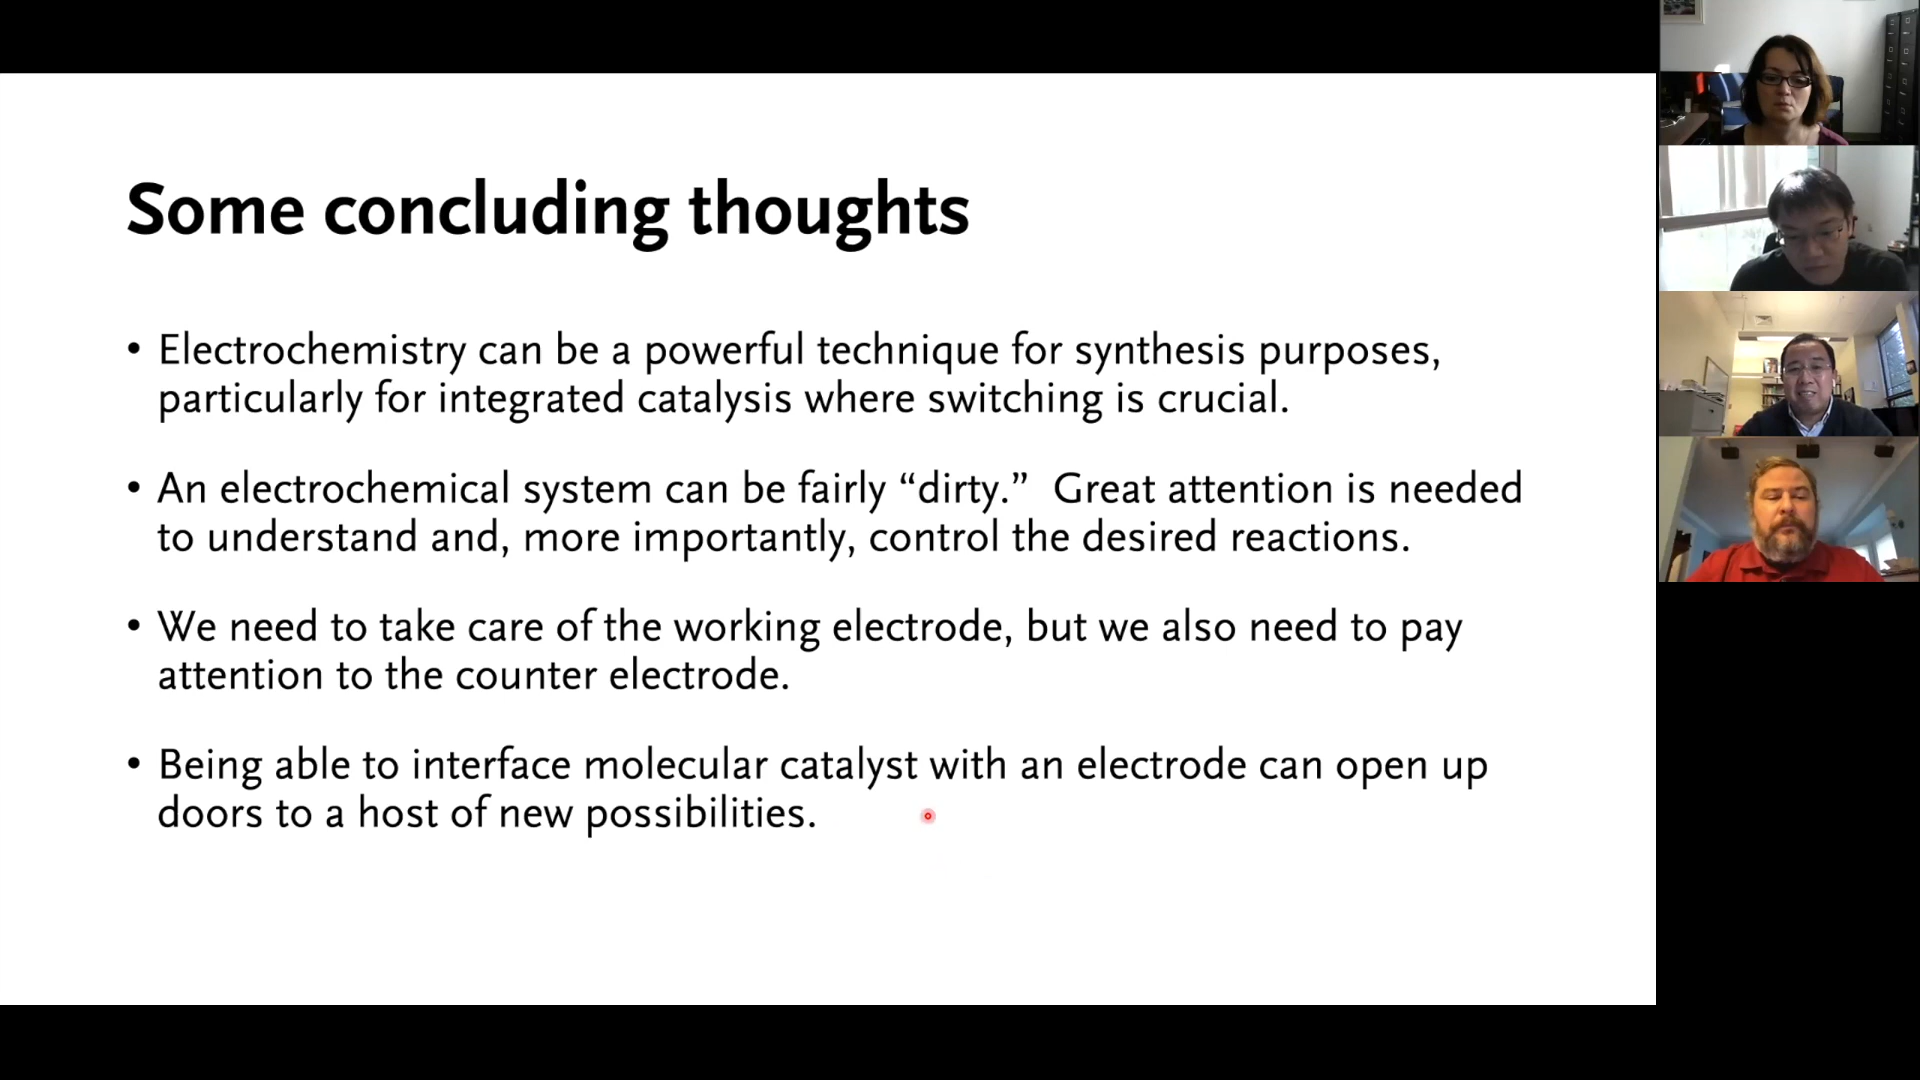 Some concluding thoughts
• Electrochemistry can be a powerful technique for synthesis purposes,
particularly for integrated catalysis where switching is crucial.
• An electrochemical system can be fairly “dirty.”  Great attention is needed
to understand and, more importantly, control the desired reactions.
• We need to take care of the working electrode, but we also need to pay
attention to the counter electrode.
• Being able to interface molecular catalyst with an electrode can open up
doors to a host of new possibilities.